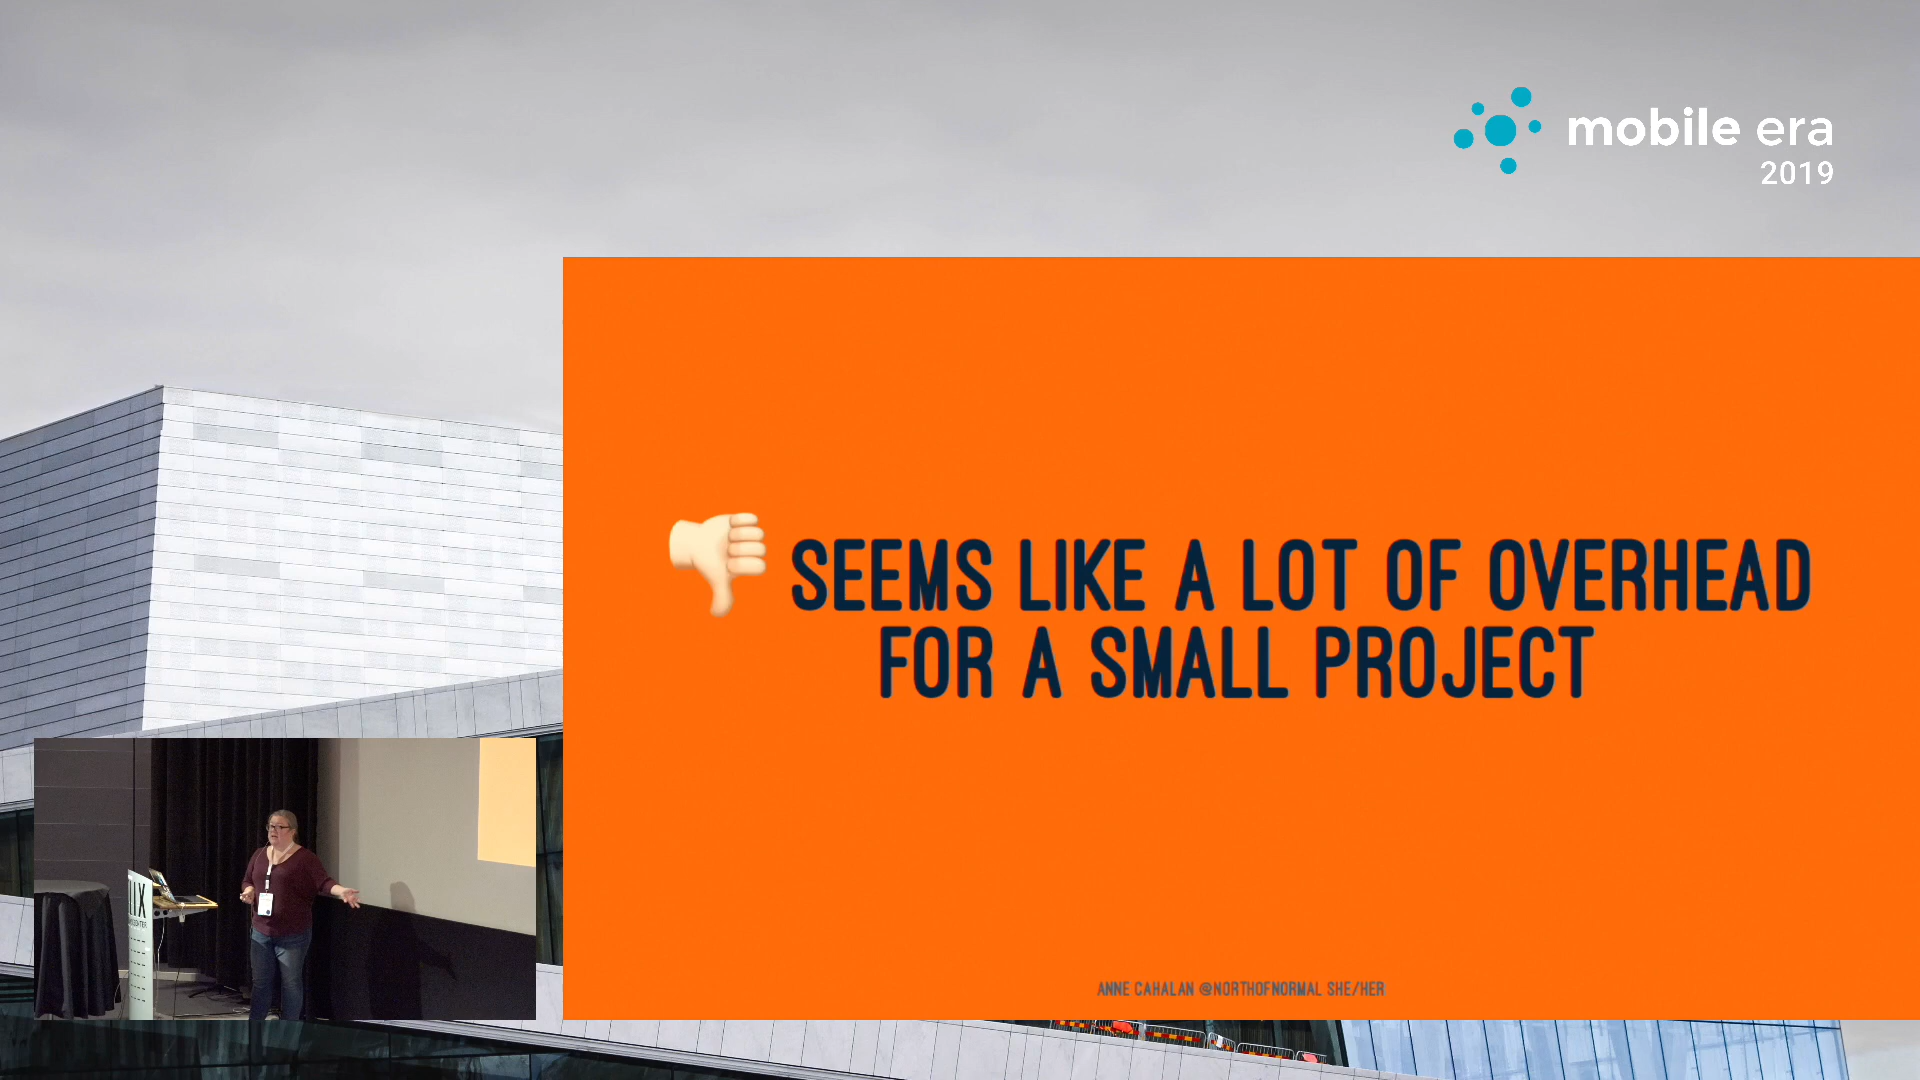 mobile era
2019
SEEMS LIKE A LOT OF OVERHEAD
FOR A SMALL PROJECT
ANNE CAHALAN @NORTHOFNORMAL SHE/HER